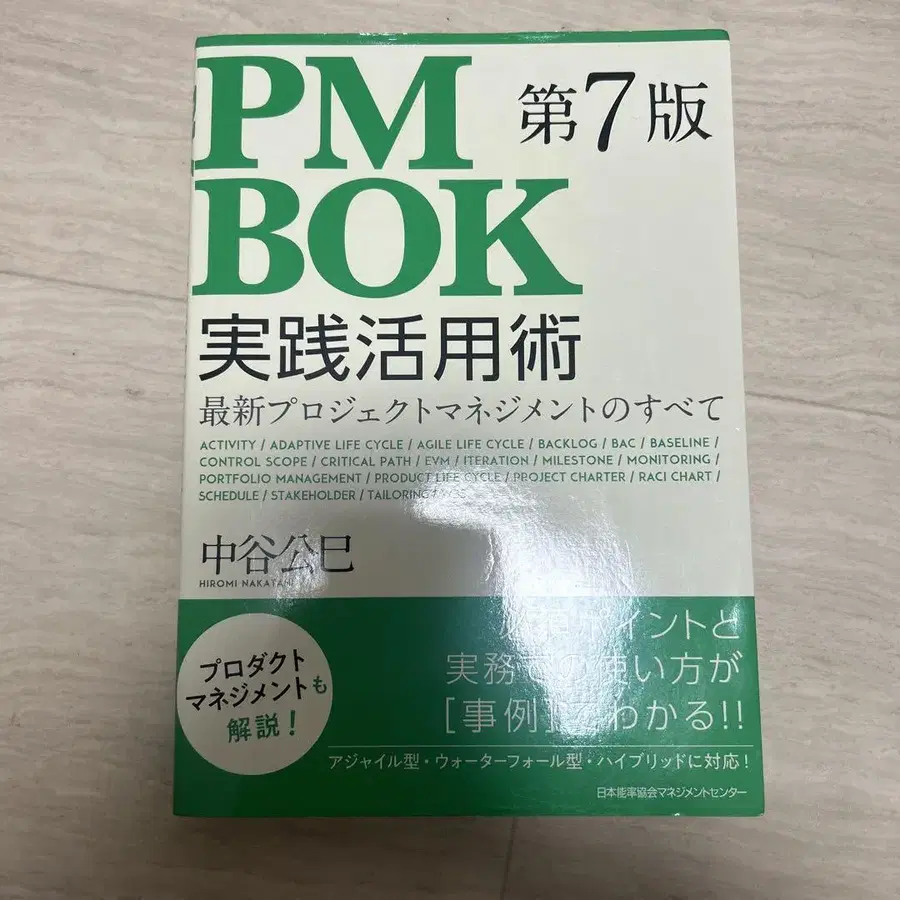 PM
第7版
BOK
実践活用術
最新プロジェクトマネジメントのすべて
ACTIVITY / ADAPTIVE LIFE CYCLE / AGILE LIFE CYCLE / BACKLOG / BAC / BASELINE /
CONTROL SCOPE / CRITICAL PATH / EVM / ITERATION / MILESTONE / MONITORING /
PORTFOLIO MANAGEMENT / PRODUCT LIFE CYCLE / PROJECT CHARTER / RACI CHART /
SCHEDULE / STAKEHOLDER / TAILORING /
中谷公巳
HIROMI NAKATANI
プロダクト
マネジメントも
解説！
ポイントと
実務での使い方が
[事例]でわかる!!
アジャイル型・ウォーターフォール型・ハイブリッドに対応！
日本能率協会マネジメントセンター